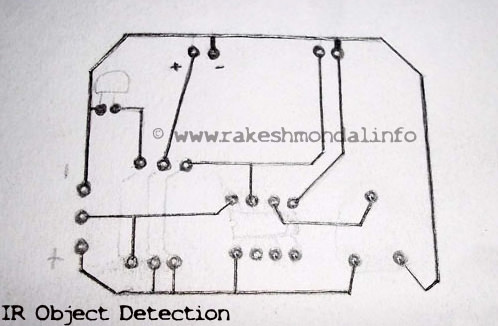 + -
© www.rakeshmondal.info
-
+
IR Object Detection